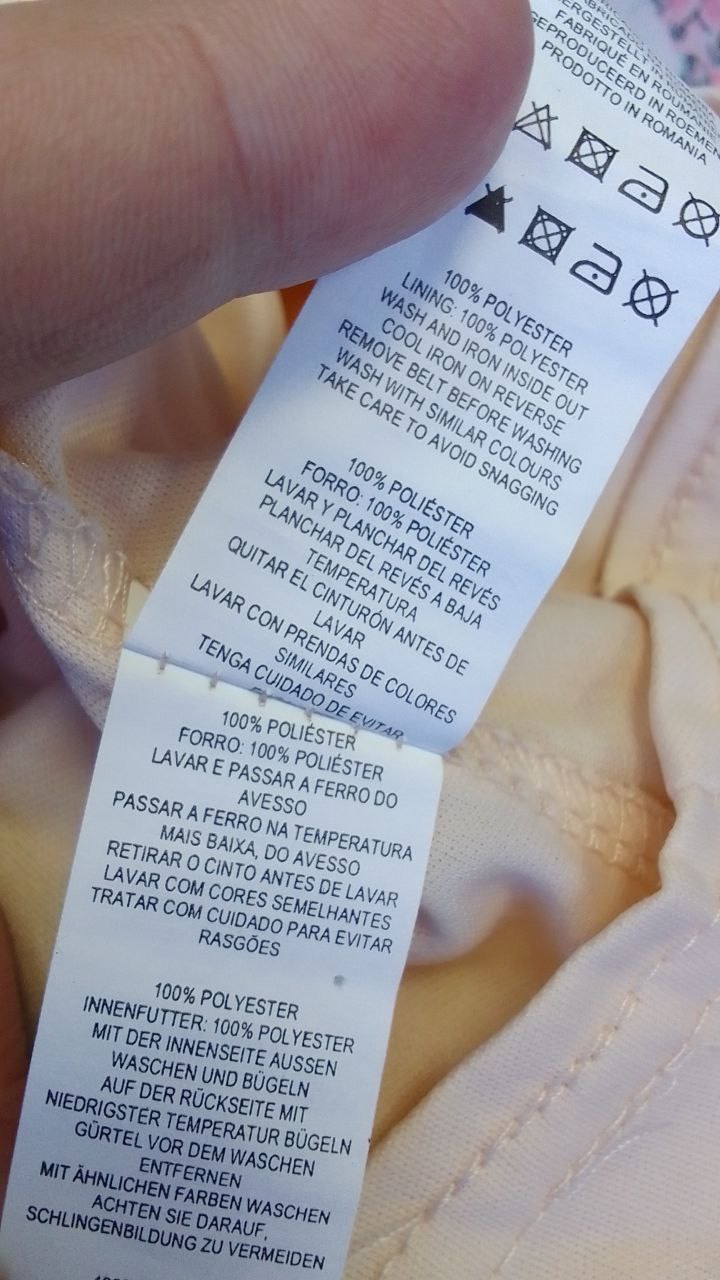 FABRIQUÉ EN ROUMANIE
GEPRODUCEERD IN ROEMEN
PRODOTTO IN ROMANIA
100% POLYESTER
LINING: 100% POLYESTER
WASH AND IRON INSIDE OUT
COOL IRON ON REVERSE
REMOVE BELT BEFORE WASHING
WASH WITH SIMILAR COLOURS
TAKE CARE TO AVOID SNAGGING
100% POLIÉSTER
FORRO: 100% POLIÉSTER
LAVAR Y PLANCHAR DEL REVÉS
PLANCHAR DEL REVÉS A BAJA
TEMPERATURA
QUITAR EL CINTURÓN ANTES DE
LAVAR
LAVAR CON PRENDAS DE COLORES
SIMILARES
TENGA CUIDADO DE EVITAR
100% POLIÉSTER
FORRO: 100% POLIÉSTER
LAVAR E PASSAR A FERRO DO
AVESSO
PASSAR A FERRO NA TEMPERATURA
MAIS BAIXA, DO AVESSO
RETIRAR O CINTO ANTES DE LAVAR
LAVAR COM CORES SEMELHANTES
TRATAR COM CUIDADO PARA EVITAR
RASGÕES
100% POLYESTER
INNENFUTTER: 100% POLYESTER
MIT DER INNENSEITE AUSSEN
WASCHEN UND BÜGELN
AUF DER RÜCKSEITE MIT
NIEDRIGSTER TEMPERATUR BÜGELN
GÜRTEL VOR DEM WASCHEN
ENTFERNEN
MIT ÄHNLICHEN FARBEN WASCHEN
ACHTEN SIE DARAUF,
SCHLINGENBILDUNG ZU VERMEIDEN